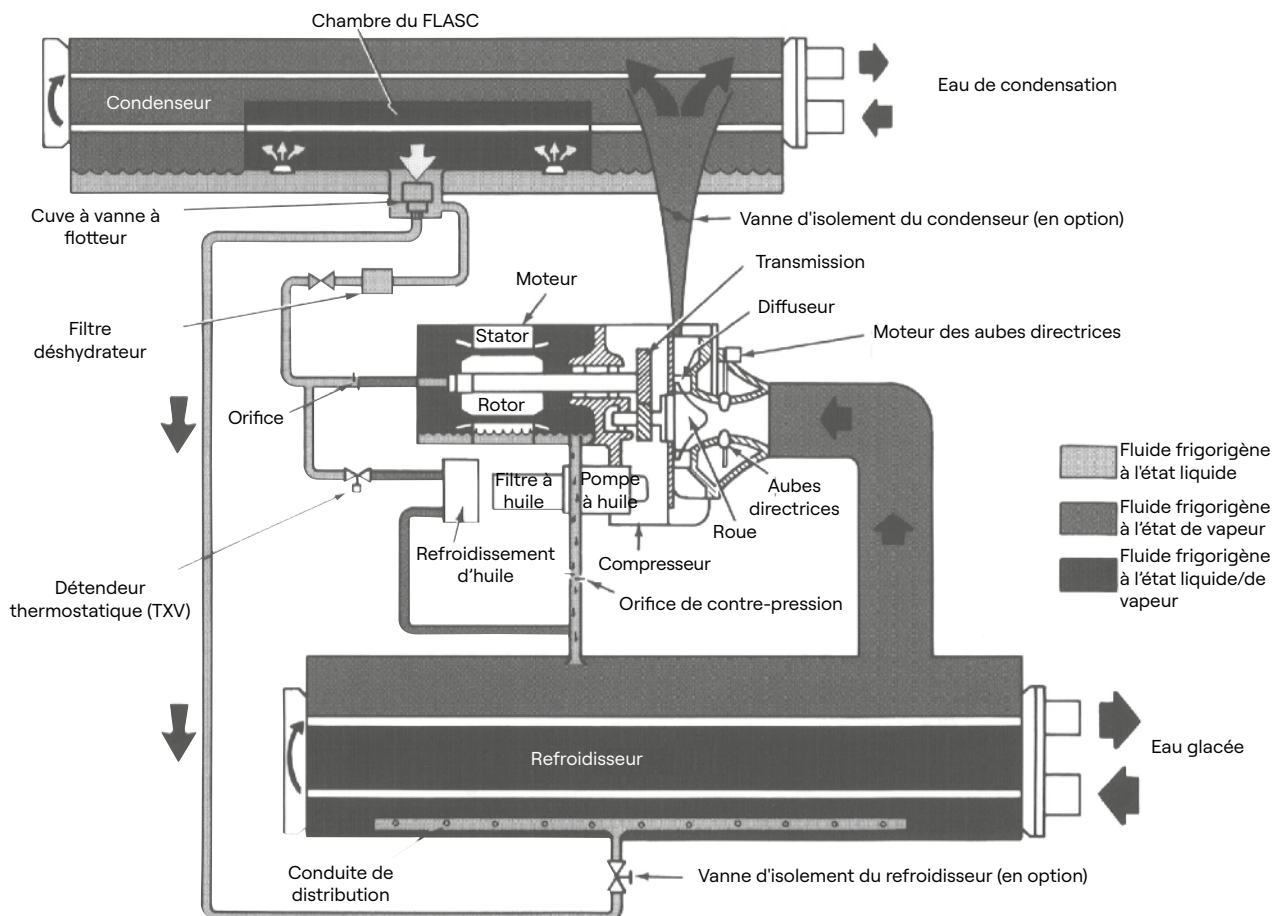 Chambre du FLASC
Condenseur
Eau de condensation
Cuve à vanne à
flotteur
Vanne d'isolement du condenseur (en option)
Transmission
Moteur
Diffuseur
Filtre
déshydrateur
Stator
Moteur des aubes directrices
Orifice
Rotor
Fluide frigorigène
à l'état liquide
Filtre à
huile
Pompe
à huile
Aubes
directrices
Roue
Fluide frigorigène
à l'état de vapeur
Refroidissement
d'huile
Compresseur
Fluide frigorigène
à l'état liquide/de
vapeur
Détendeur
thermostatique (TXV)
Orifice de contre-pression
Refroidisseur
Eau glacée
Conduite de
distribution
Vanne d'isolement du refroidisseur (en option)